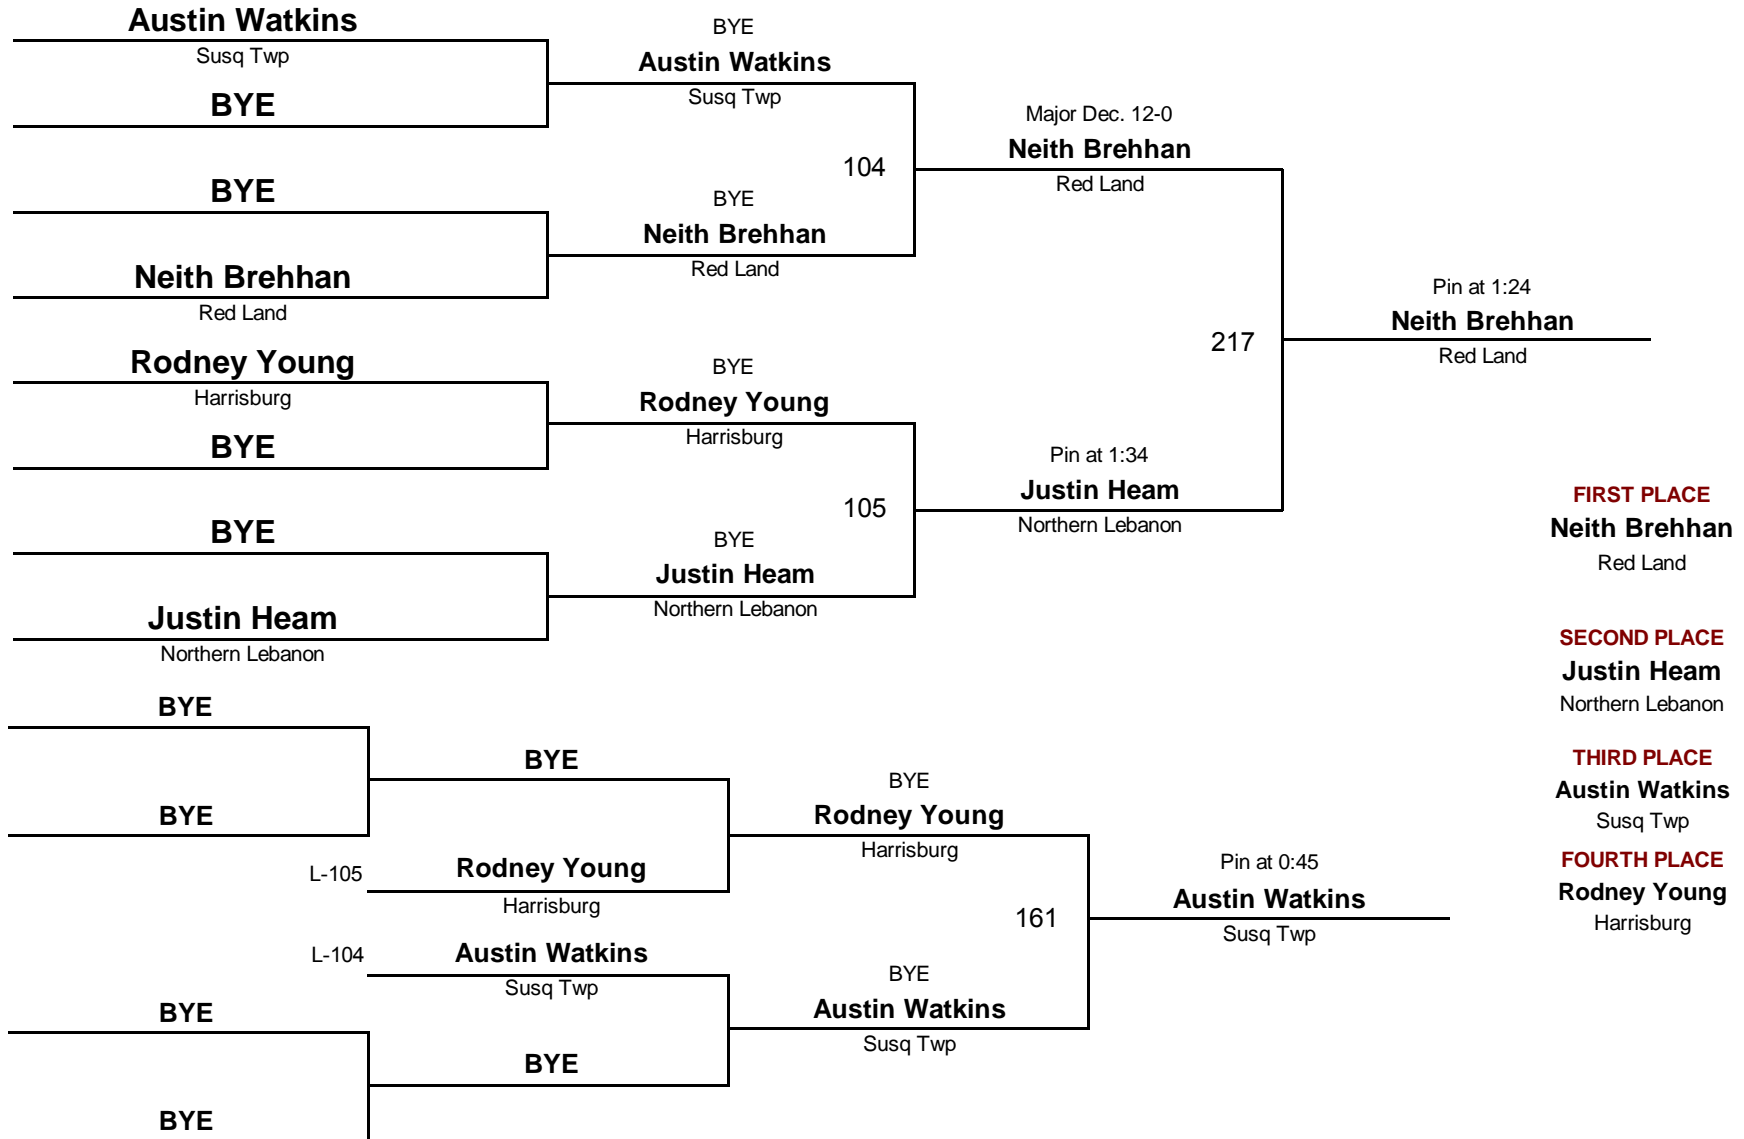 Austin Watkins
Susq Twp
BYE
BYE
Neith Brehhan
Red Land
Rodney Young
Harrisburg
BYE
BYE
Justin Heam
Northern Lebanon
BYE
Austin Watkins
Susq Twp
104
BYE
Neith Brehhan
Red Land
BYE
Rodney Young
Harrisburg
105
BYE
Justin Heam
Northern Lebanon
Major Dec. 12-0
Neith Brehhan
Red Land
217
Pin at 1:34
Justin Heam
Northern Lebanon
Pin at 1:24
Neith Brehhan
Red Land
FIRST PLACE
Neith Brehhan
Red Land
SECOND PLACE
Justin Heam
Northern Lebanon
THIRD PLACE
Austin Watkins
Susq Twp
FOURTH PLACE
Rodney Young
Harrisburg
BYE
BYE
BYE
L-105
Rodney Young
Harrisburg
L-104
Austin Watkins
Susq Twp
BYE
BYE
BYE
BYE
Rodney Young
Harrisburg
161
BYE
Austin Watkins
Susq Twp
Pin at 0:45
Austin Watkins
Susq Twp